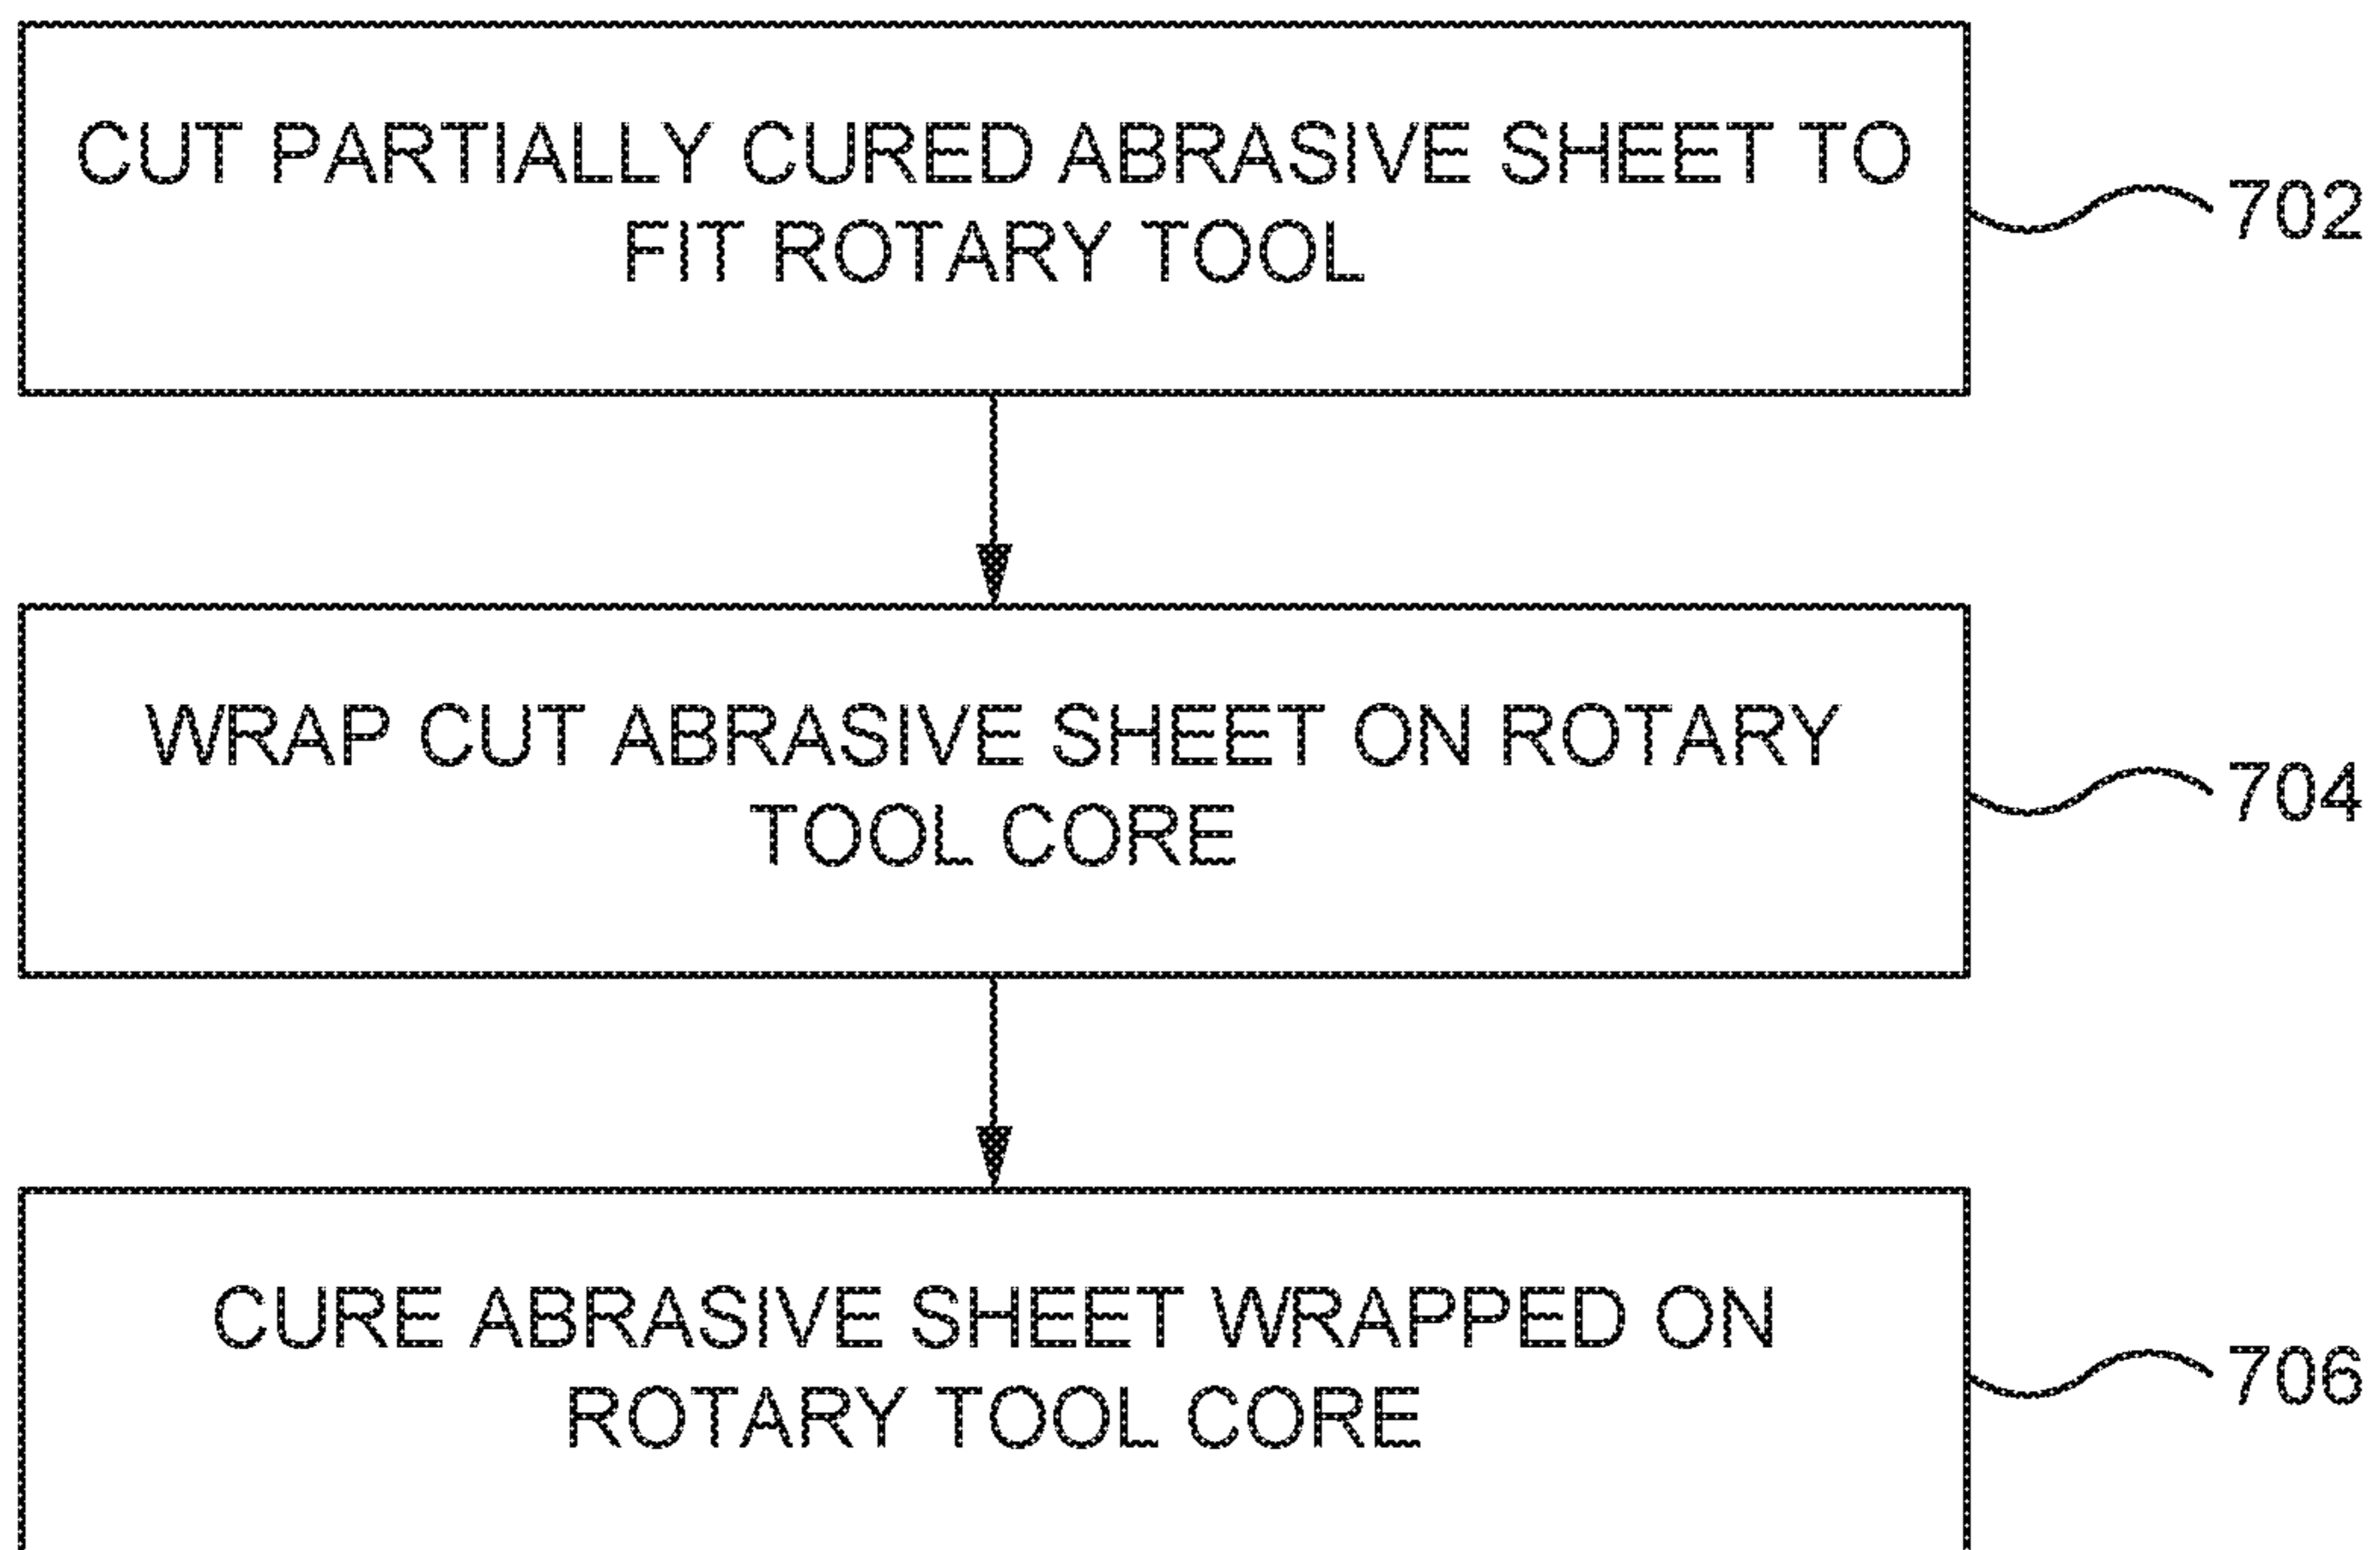 CUT PARTIALLY CURED ABRASIVE SHEET TO
FIT ROTARY TOOL
702
WRAP CUT ABRASIVE SHEET ON ROTARY
TOOL CORE
704
CURE ABRASIVE SHEET WRAPPED ON
ROTARY TOOL CORE
706